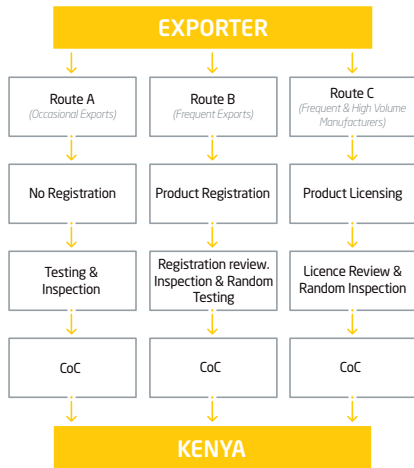 EXPORTER
Route A
(Occasional Exports)
Route B
(Frequent Exports)
Route C
(Frequent & High Volume
Manufacturers)
No Registration
Product Registration
Product Licensing
Testing &
Inspection
Registration review.
Inspection & Random
Testing
Licence Review &
Random Inspection
CoC
CoC
CoC
KENYA